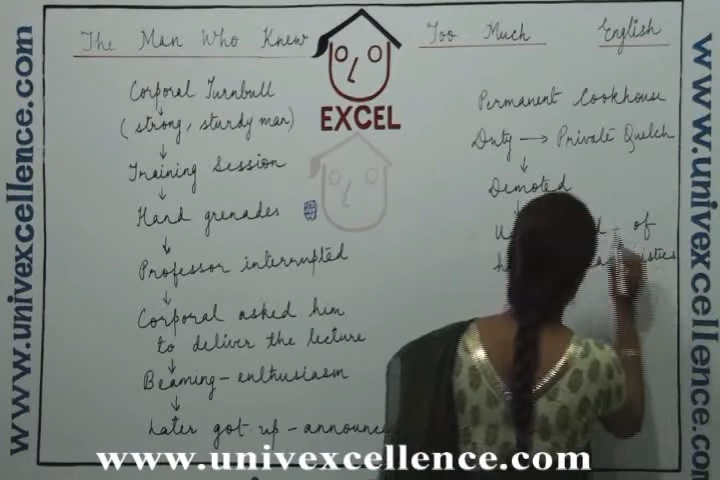 The Man Who Knew Too Much English
EXCEL
Corporal Turnbull
↓
(strong, sturdy man)
↓
Training Session
↓
Hand grenades
↓
Professor interrupted
↓
Corporal asked him
to deliver the lecture
↓
Beaming - enthusiasm
↓
Later got up - announce
Permanent Cookhouse
Duty → Private Quelch
↓
Demoted
of
www.univexcellence.com
www.univexcellence.com
www.univexcellence.com